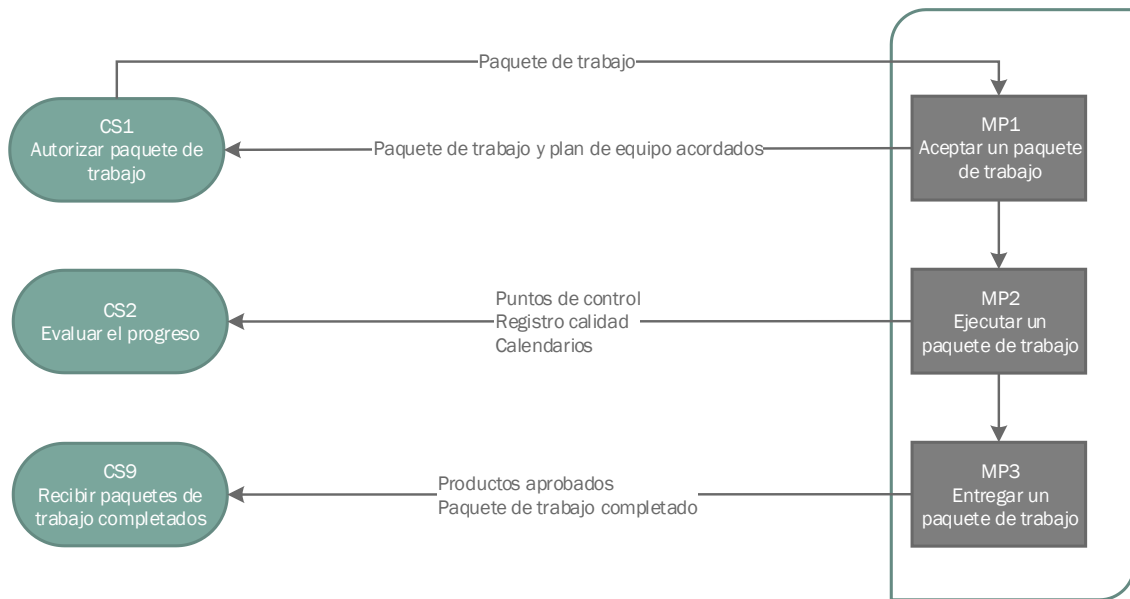 Paquete de trabajo
CS1
Autorizar paquete de
trabajo
Paquete de trabajo y plan de equipo acordados
MP1
Aceptar un paquete
de trabajo
CS2
Evaluar el progreso
Puntos de control
Registro calidad
Calendarios
MP2
Ejecutar un
paquete de trabajo
CS9
Recibir paquetes de
trabajo completados
Productos aprobados
Paquete de trabajo completado
MP3
Entregar un
paquete de trabajo